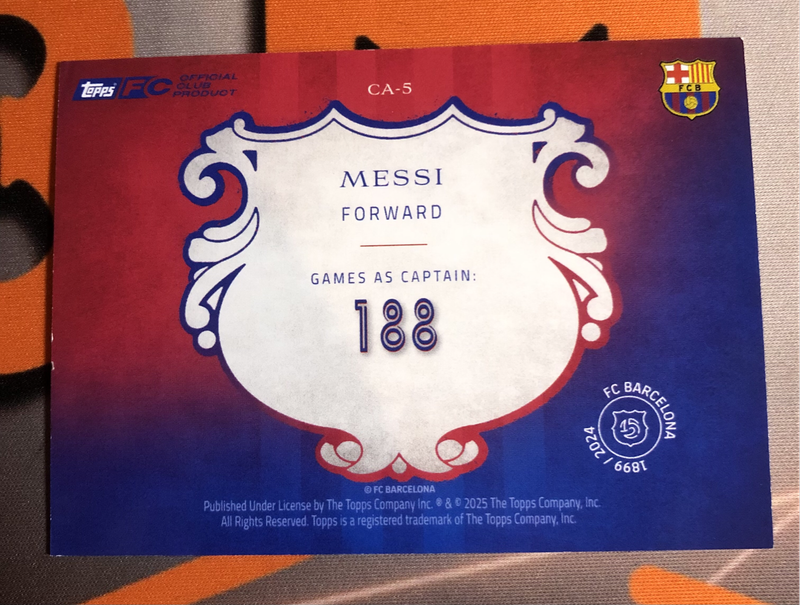 Topps FC OFFICIAL
CLUB
PRODUCT
CA-5
FCB
MESSI
FORWARD
GAMES AS CAPTAIN:
188
FC BARCELONA
1899 / 2024
© FC BARCELONA
Published Under License by The Topps Company Inc. ® & © 2025 The Topps Company, Inc.
All Rights Reserved. Topps is a registered trademark of The Topps Company, Inc.